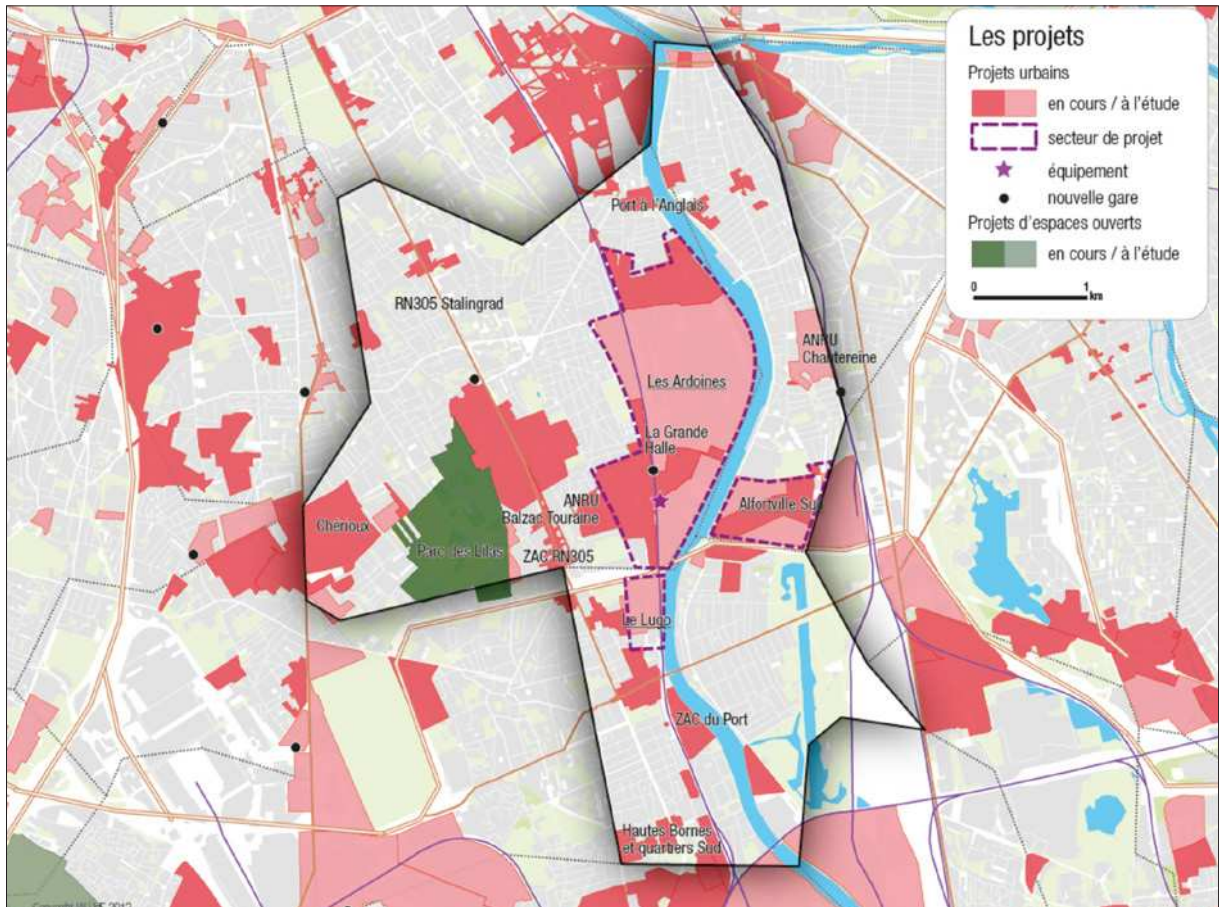 Les projets
Projets urbains
en cours / à l'étude
secteur de projet
équipement
nouvelle gare
Projets d'espaces ouverts
en cours / à l'étude
0 1
km
Port à l'Anglais
RN305 Stalingrad
ANRU
Chantereine
Les Ardoines
La Grande
Halle
ANRU
Balzac Touraine
Alfortville Sud
Chérioux
Parc des Lilas
ZAC RN305
Le Lugo
ZAC du Port
Hautes Bornes
et quartiers Sud